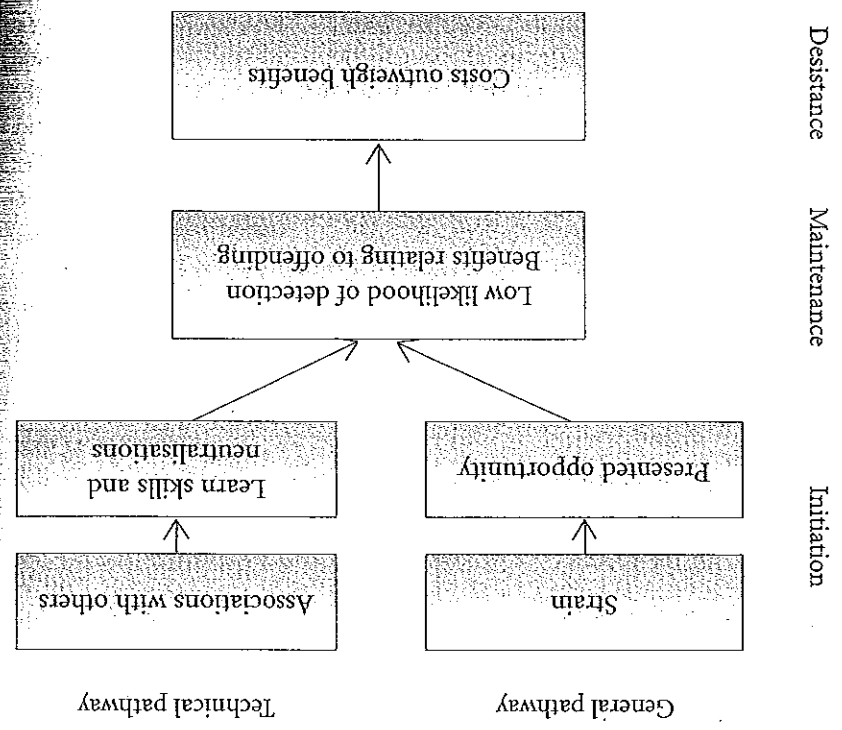 General pathway
Technical pathway
Initiation
Strain
Associations with others
Presented opportunity
Learn skills and
neutralisations
Maintenance
Low likelihood of detection
Benefits relating to offending
Desistance
Costs outweigh benefits